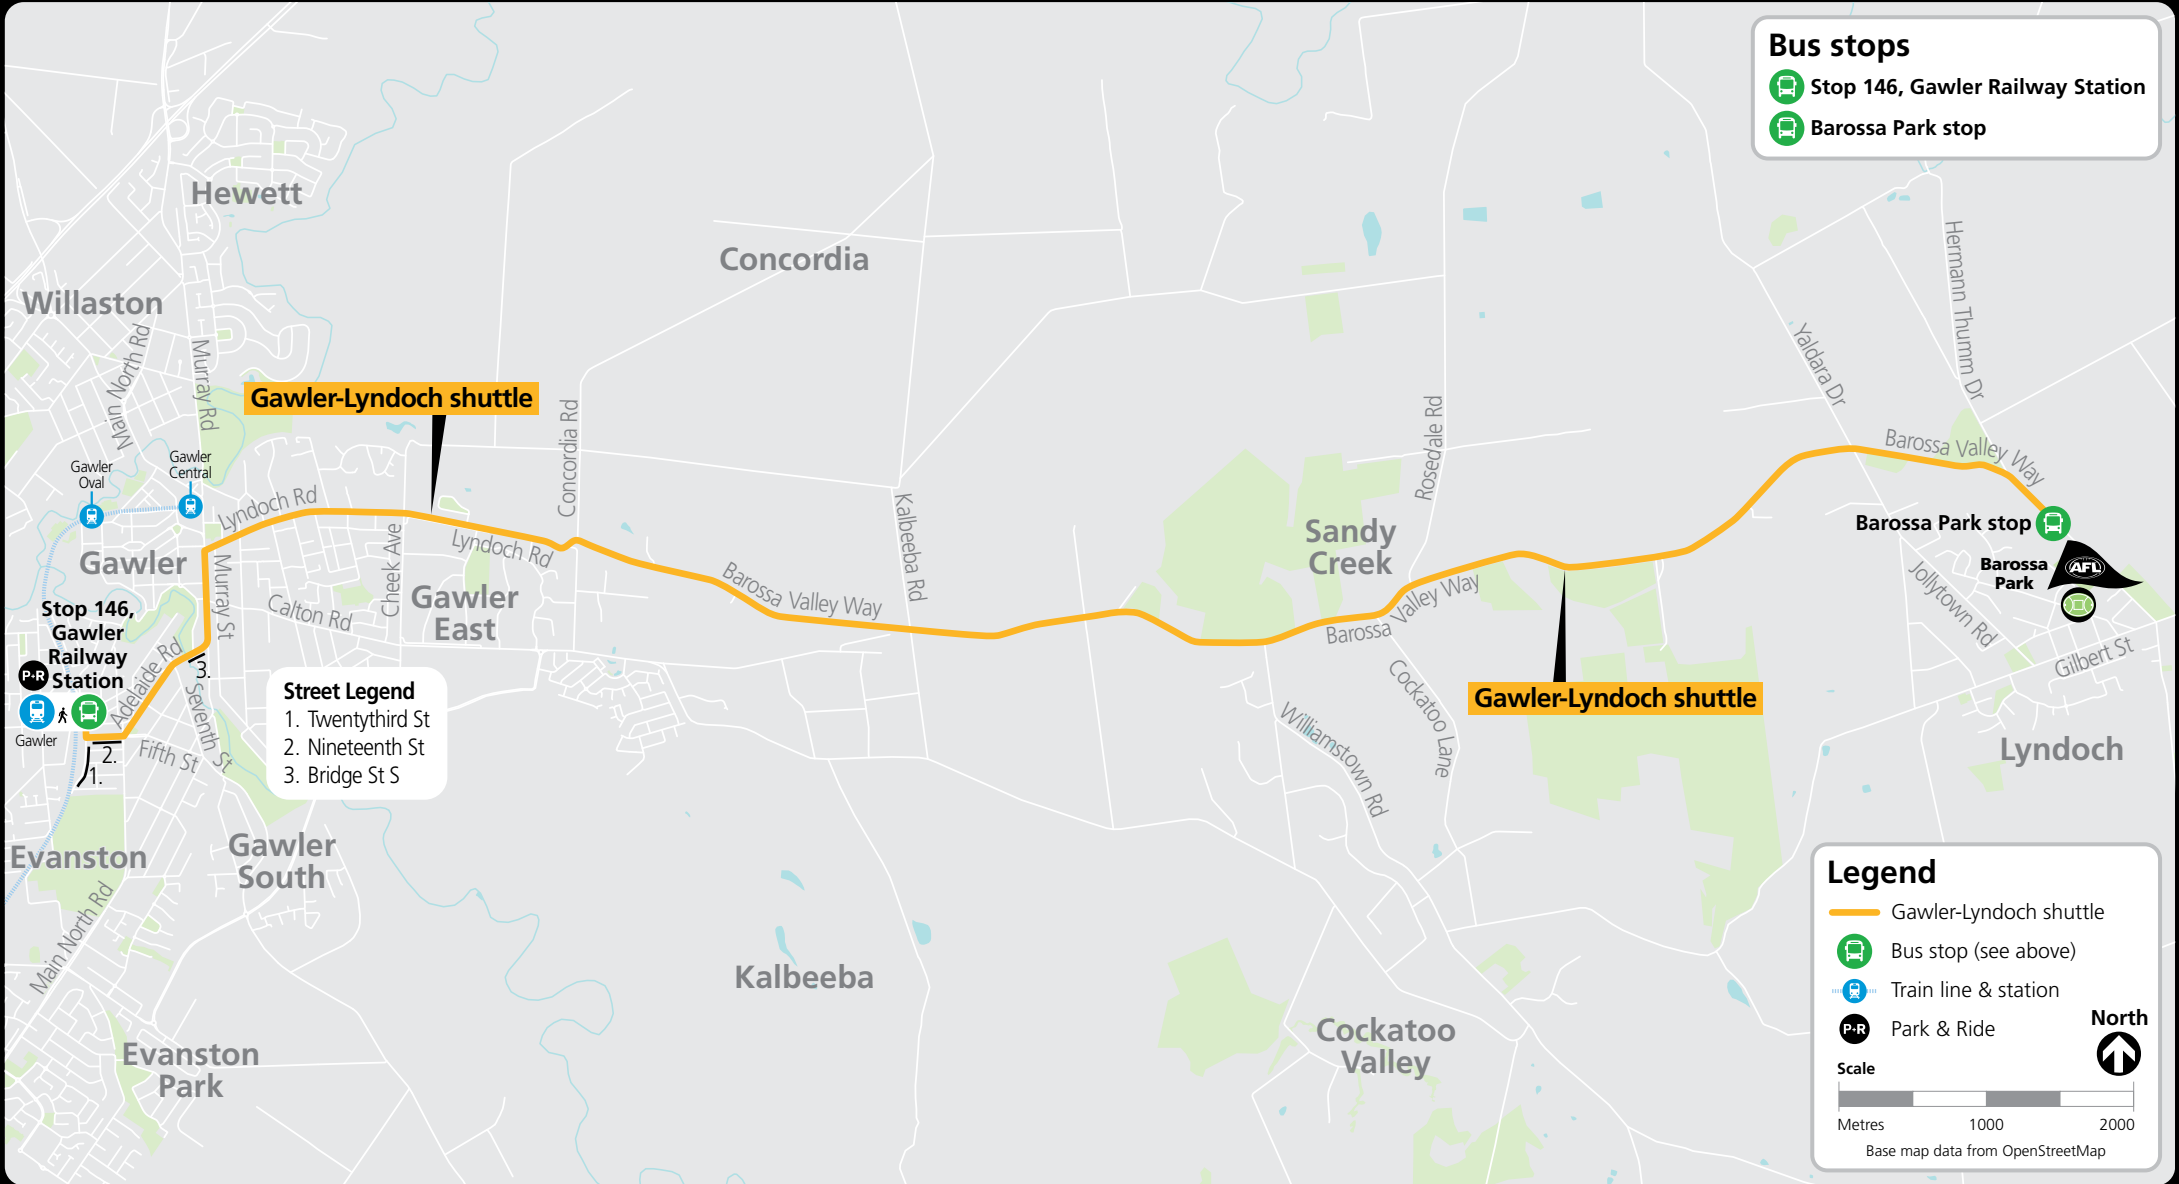 Bus stops
Stop 146, Gawler Railway Station
Barossa Park stop
Hewett
Concordia
Willaston
Main North Rd
Murray Rd
Hermann Thumm Dr
Yaldara Dr
Gawler-Lyndoch shuttle
Concordia Rd
Rosedale Rd
Barossa Valley Way
Gawler
Oval
Gawler
Central
Lyndoch Rd
Kalbeeba Rd
Sandy
Creek
Barossa Park stop
Gawler
Murray St
Cheek Ave
Lyndoch Rd
Barossa Valley Way
Barossa
Park
AFL
Jollytown Rd
Gawler
East
Calton Rd
Stop 146,
Gawler
Railway
Station
P+R
Adelaide Rd
3.
Barossa Valley Way
Gilbert St
Cockatoo Lane
Gawler-Lyndoch shuttle
Seventh St
Street Legend
1. Twentythird St
2. Nineteenth St
3. Bridge St S
Gawler
Fifth St
2.
1.
Williamstown Rd
Lyndoch
Evanston
Gawler
South
Main North Rd
Kalbeeba
Cockatoo
Valley
Evanston
Park
Legend
Gawler-Lyndoch shuttle
Bus stop (see above)
Train line & station
P+R Park & Ride
North
Scale
Metres 1000 2000
Base map data from OpenStreetMap